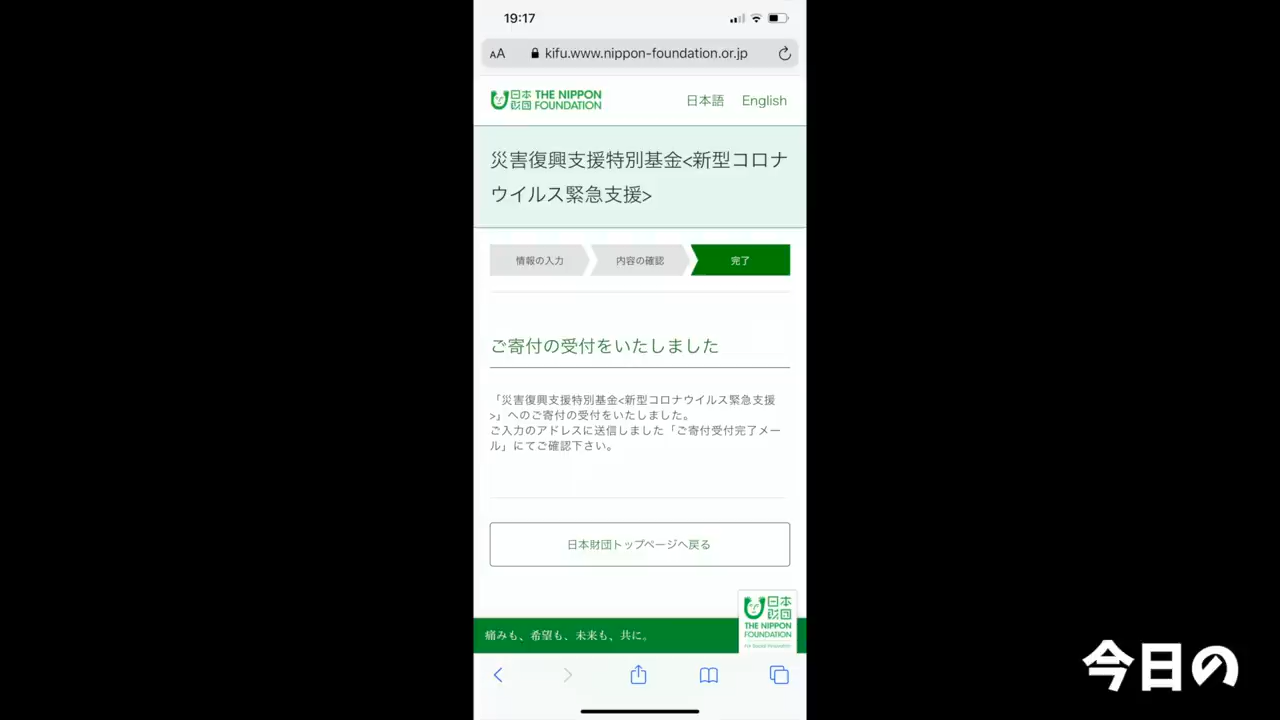 19:17
AA kifu.www.nippon-foundation.or.jp
日本財団 THE NIPPON FOUNDATION
日本語 English
災害復興支援特別基金<新型コロナ
ウイルス緊急支援>
情報の入力 内容の確認 完了
ご寄付の受付をいたしました
「災害復興支援特別基金<新型コロナウイルス緊急支援
>」へのご寄付の受付をいたしました。
ご入力のアドレスに送信しました「ご寄付受付完了メー
ル」にてご確認下さい。
日本財団トップページへ戻る
痛みも、希望も、未来も、共に。
日本
財団
THE NIPPON
FOUNDATION
今日の